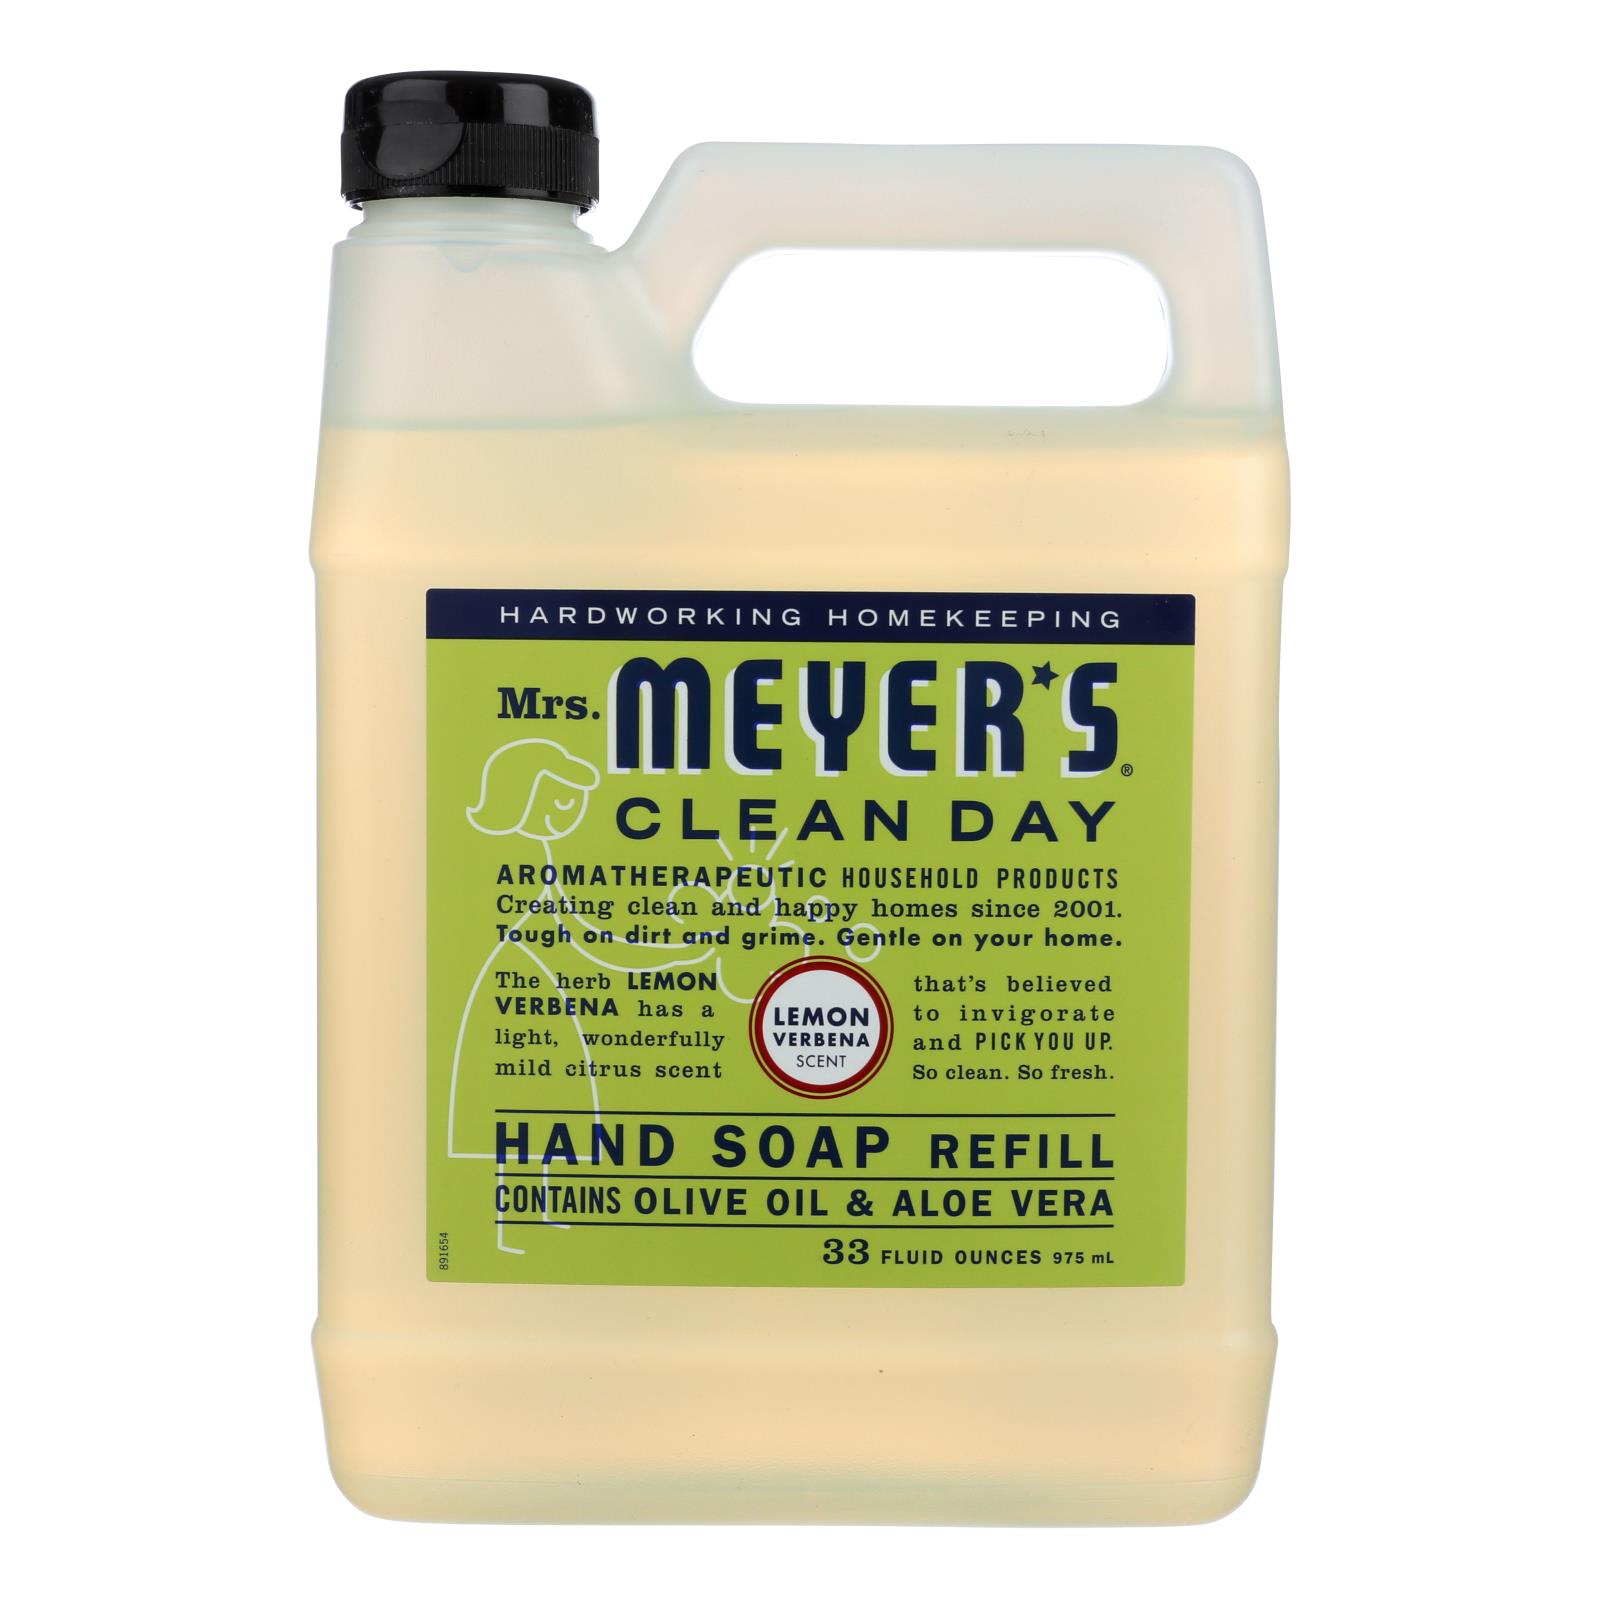 HARDWORKING HOMEKEEPING
Mrs. MEYER'S®
CLEAN DAY
AROMATHERAPEUTIC HOUSEHOLD PRODUCTS
Creating clean and happy homes since 2001.
Tough on dirt and grime. Gentle on your home.
The herb LEMON
VERBENA has a
light, wonderfully
mild citrus scent
LEMON
VERBENA
SCENT
that's believed
to invigorate
and PICK YOU UP.
So clean. So fresh.
HAND SOAP REFILL
CONTAINS OLIVE OIL & ALOE VERA
33 FLUID OUNCES 975 mL
891654